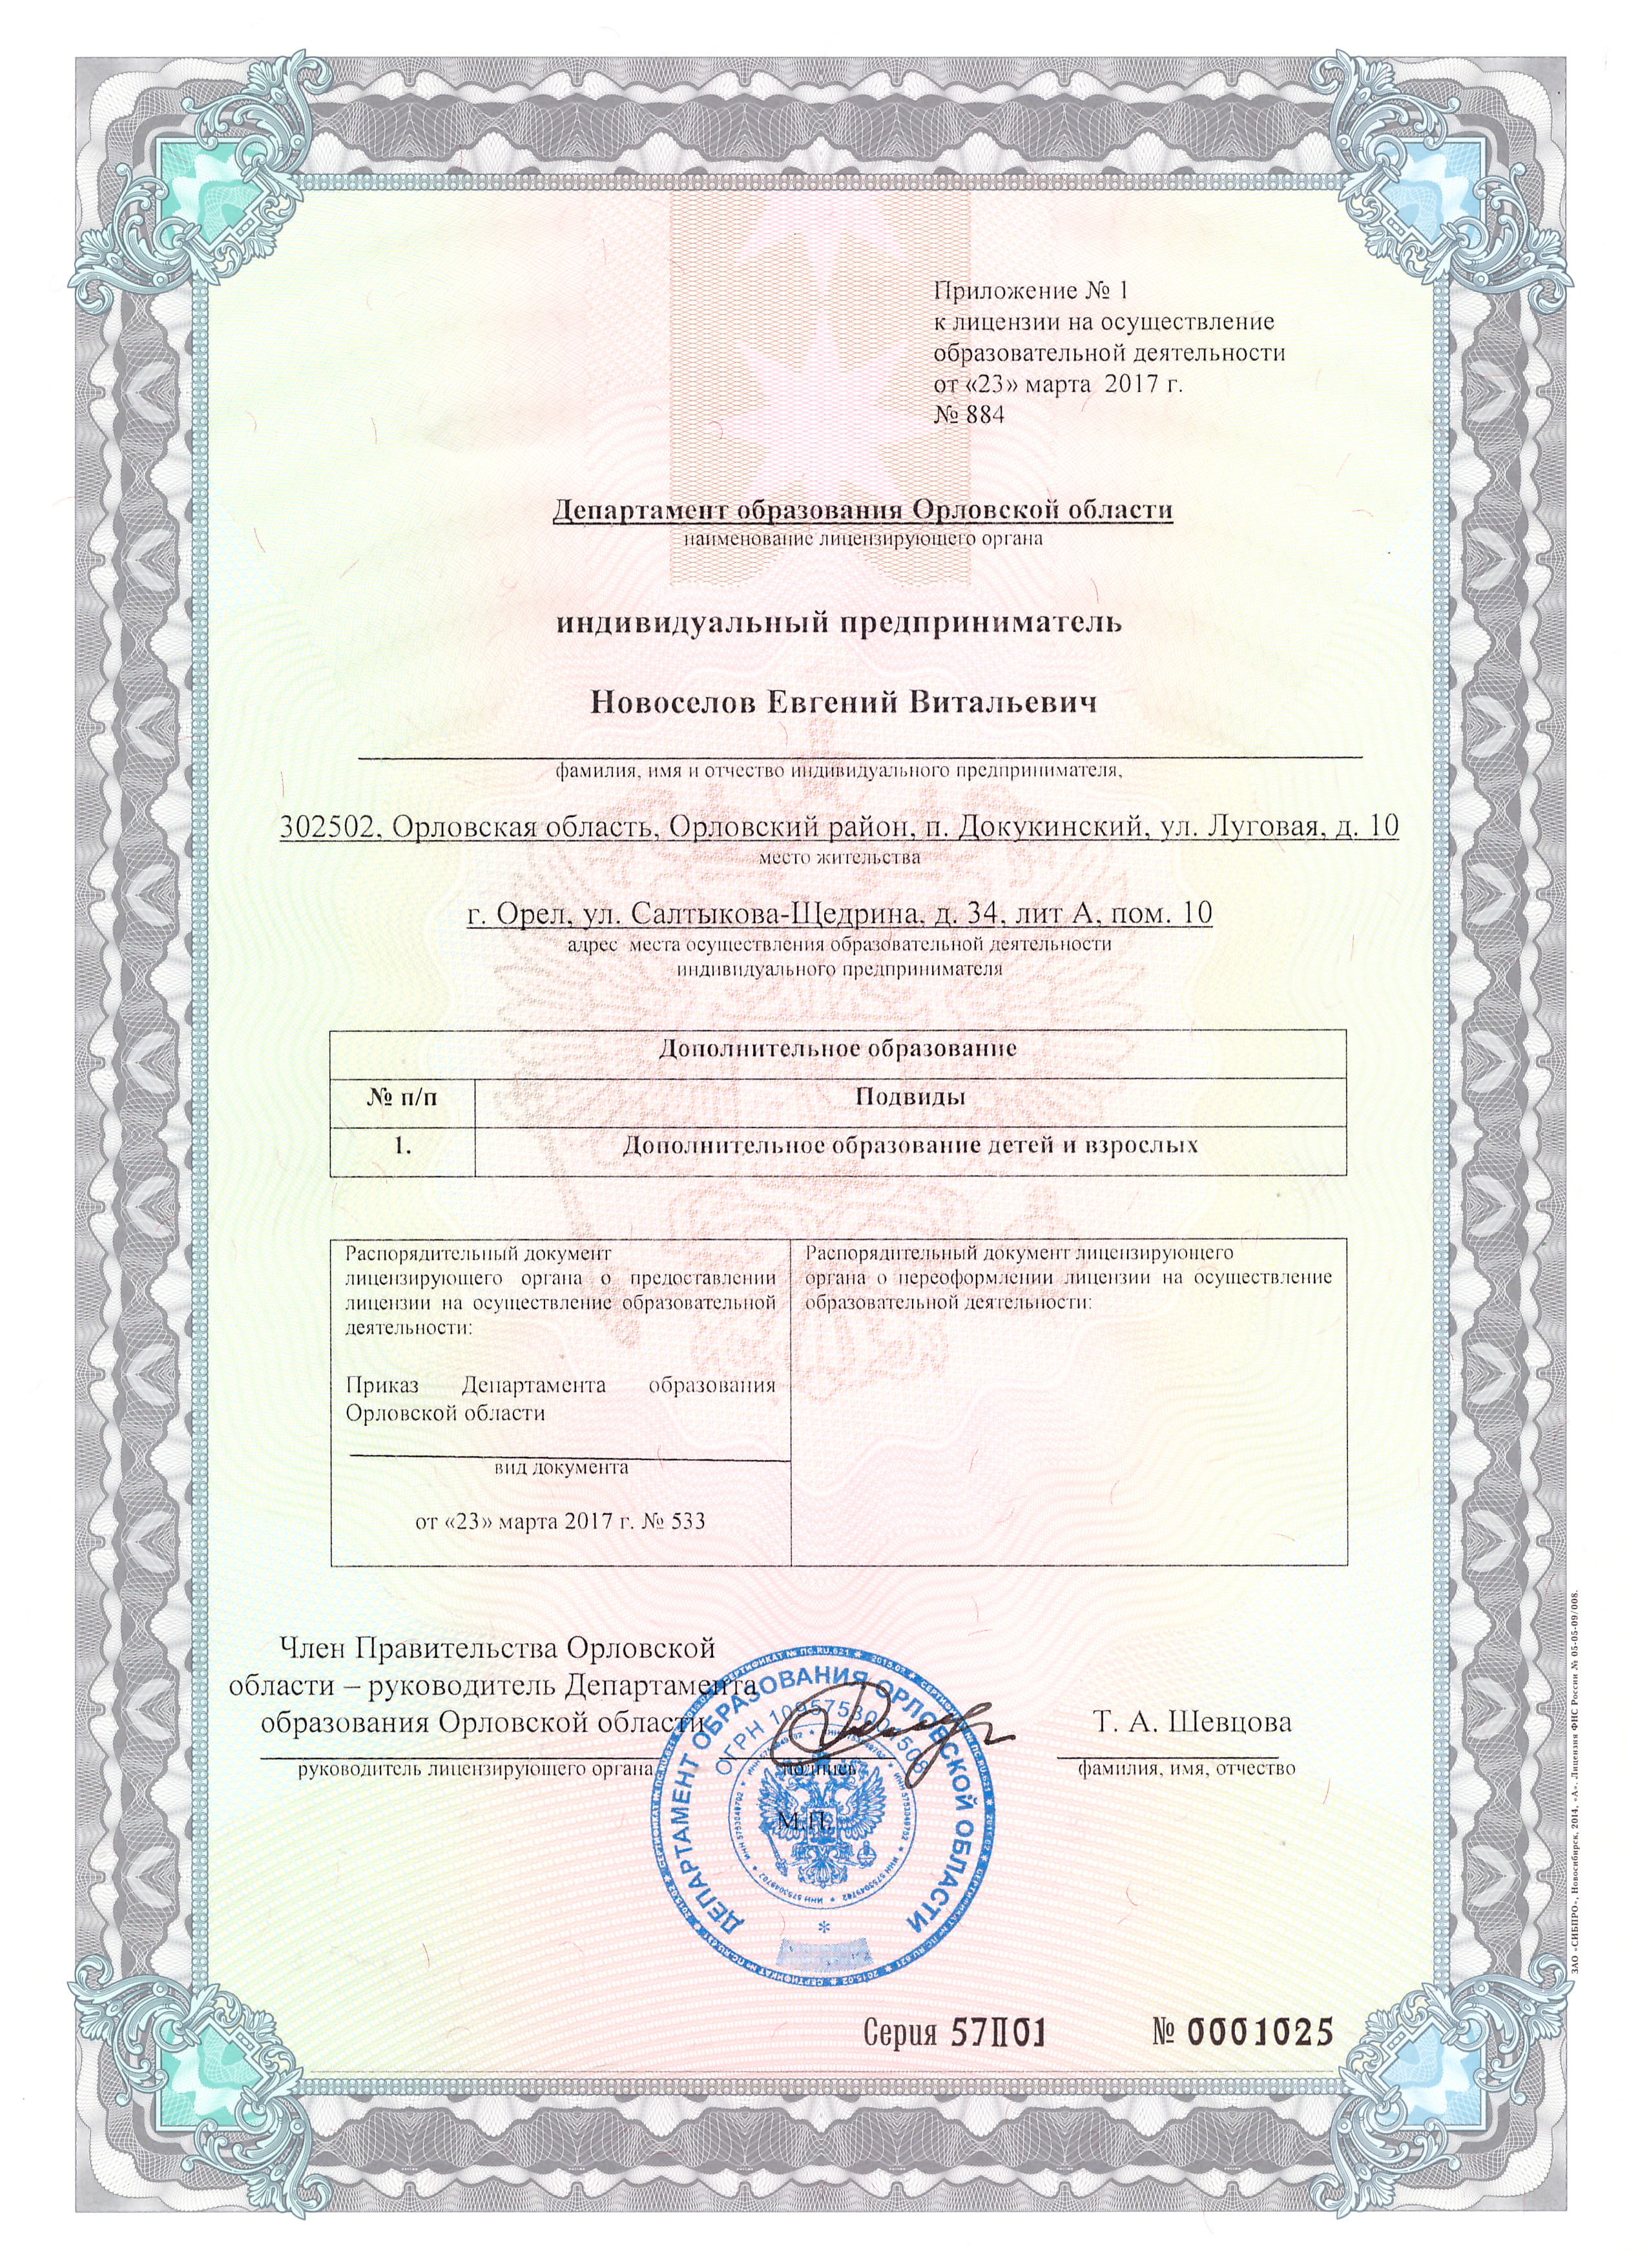 Приложение № 1
к лицензии на осуществление
образовательной деятельности
от «23» марта 2017 г.
№ 884
Департамент образования Орловской области
наименование лицензирующего органа
индивидуальный предприниматель
Новоселов Евгений Витальевич
фамилия, имя и отчество индивидуального предпринимателя,
302502, Орловская область, Орловский район, п. Докукинский, ул. Луговая, д. 10
место жительства
г. Орел, ул. Салтыкова-Щедрина, д. 34, лит А, пом. 10
адрес места осуществления образовательной деятельности
индивидуального предпринимателя
Дополнительное образование
№ п/п Подвиды
1. Дополнительное образование детей и взрослых
Распорядительный документ
лицензирующего органа о предоставлении
лицензии на осуществление образовательной
деятельности:
Приказ Департамента образования
Орловской области
вид документа
от «23» марта 2017 г. № 533
Распорядительный документ лицензирующего
органа о переоформлении лицензии на осуществление
образовательной деятельности:
Член Правительства Орловской
области – руководитель Департамента
образования Орловской области
руководитель лицензирующего органа
подпись
М.П.
Т. А. Шевцова
фамилия, имя, отчество
ДЕПАРТАМЕНТ ОБРАЗОВАНИЯ ОРЛОВСКОЙ ОБЛАСТИ
ИНН 5753049702
Серия 57П01 № 0001025
ЗАО «СИБПРО», Новосибирск, 2014, «А». Лицензия ФНС России № 05-05-09/008.